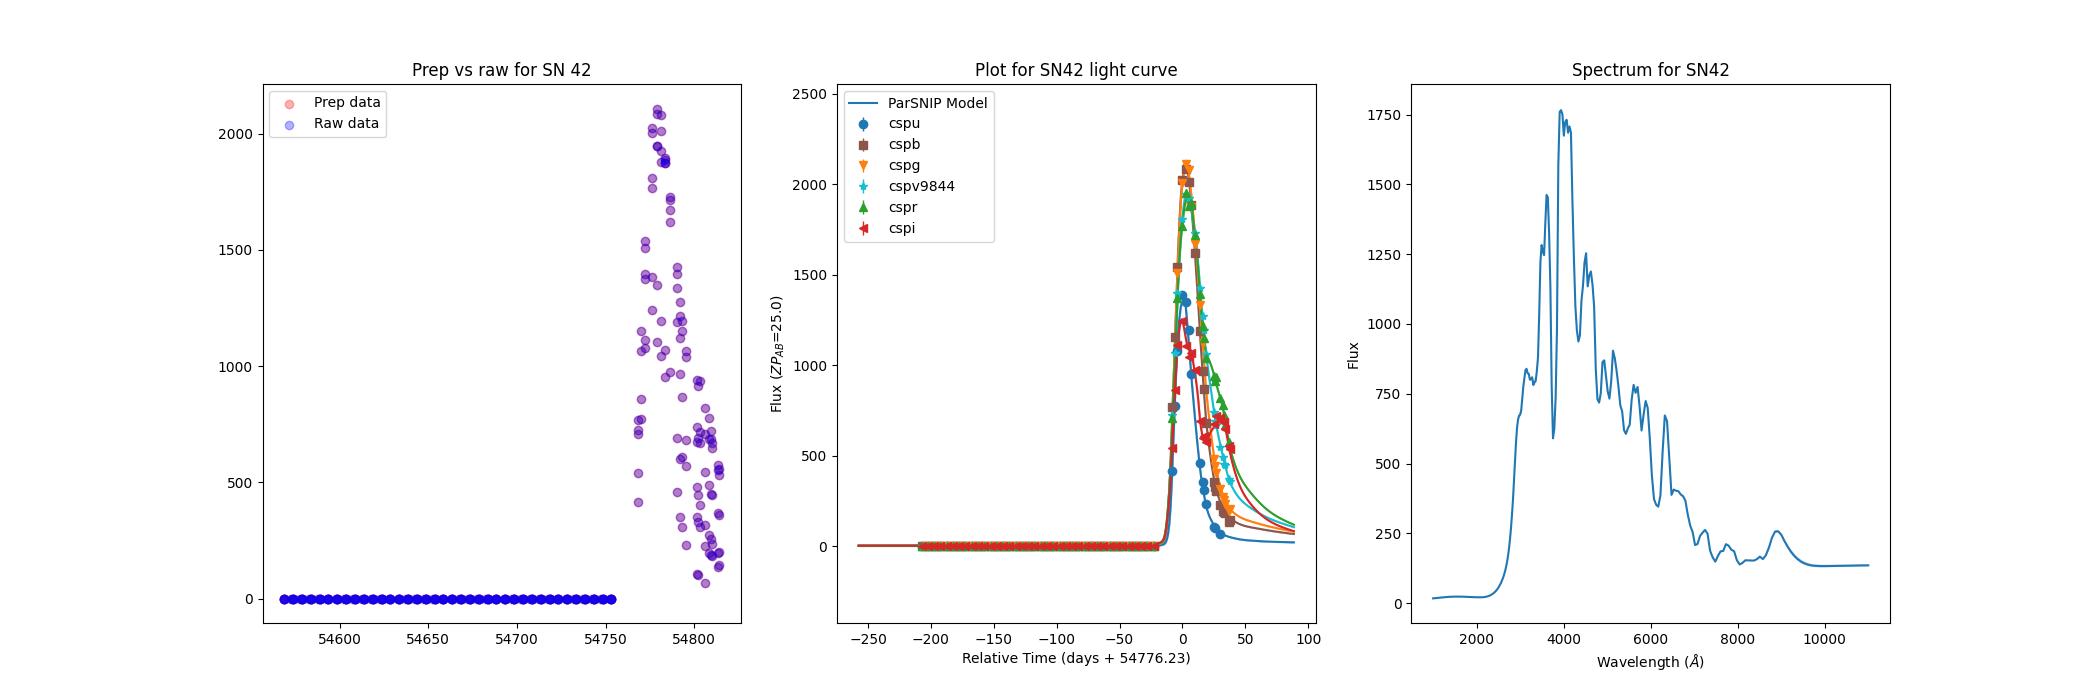 Prep vs raw for SN 42
Prep data
Raw data
2000
1500
1000
500
0
54600
54650
54700
54750
54800
Plot for SN42 light curve
ParSNIP Model
cspu
cspb
cspg
cspv9844
cspr
cspi
2500
2000
1500
1000
500
0
Flux (ZP_AB=25.0)
−250
−200
−150
−100
−50
0
50
100
Relative Time (days + 54776.23)
Spectrum for SN42
1750
1500
1250
1000
750
500
250
0
Flux
2000
4000
6000
8000
10000
Wavelength (Å)